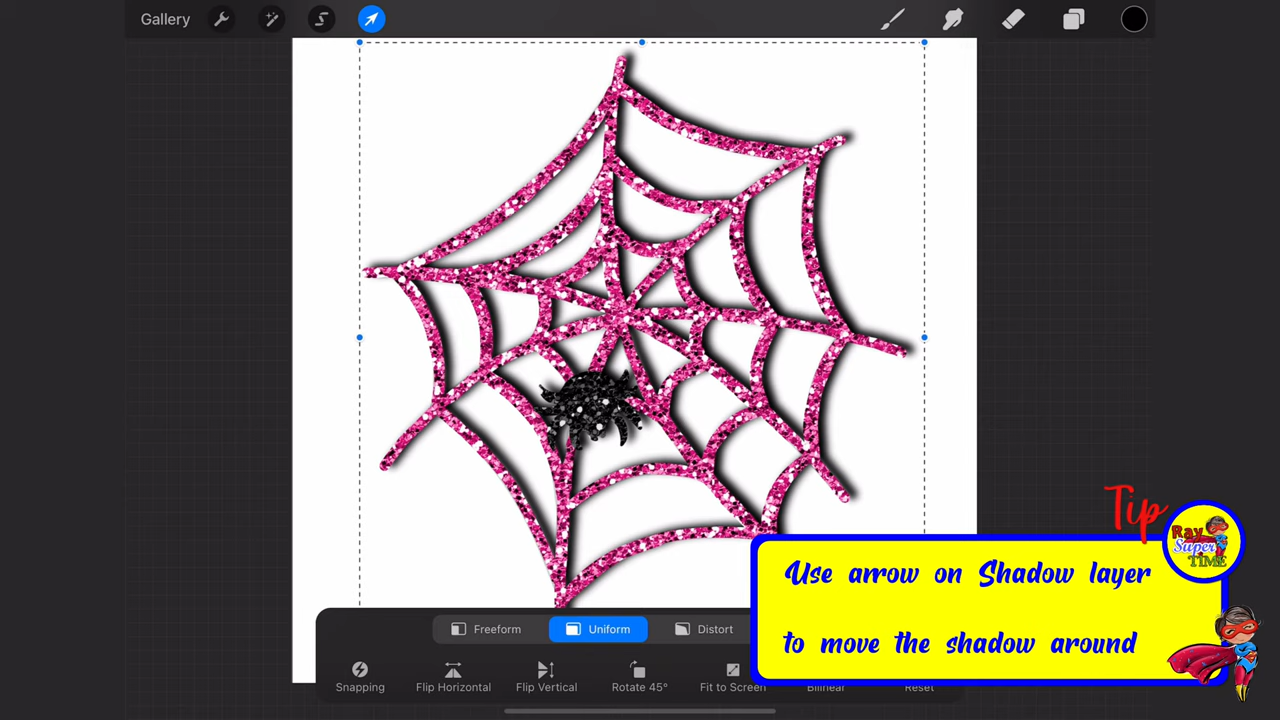 Gallery
Tip
Ray
Super
TIME
Use arrow on Shadow layer
to move the shadow around
Freeform Uniform Distort
Snapping Flip Horizontal Flip Vertical Rotate 45° Fit to Screen Bilinear Reset